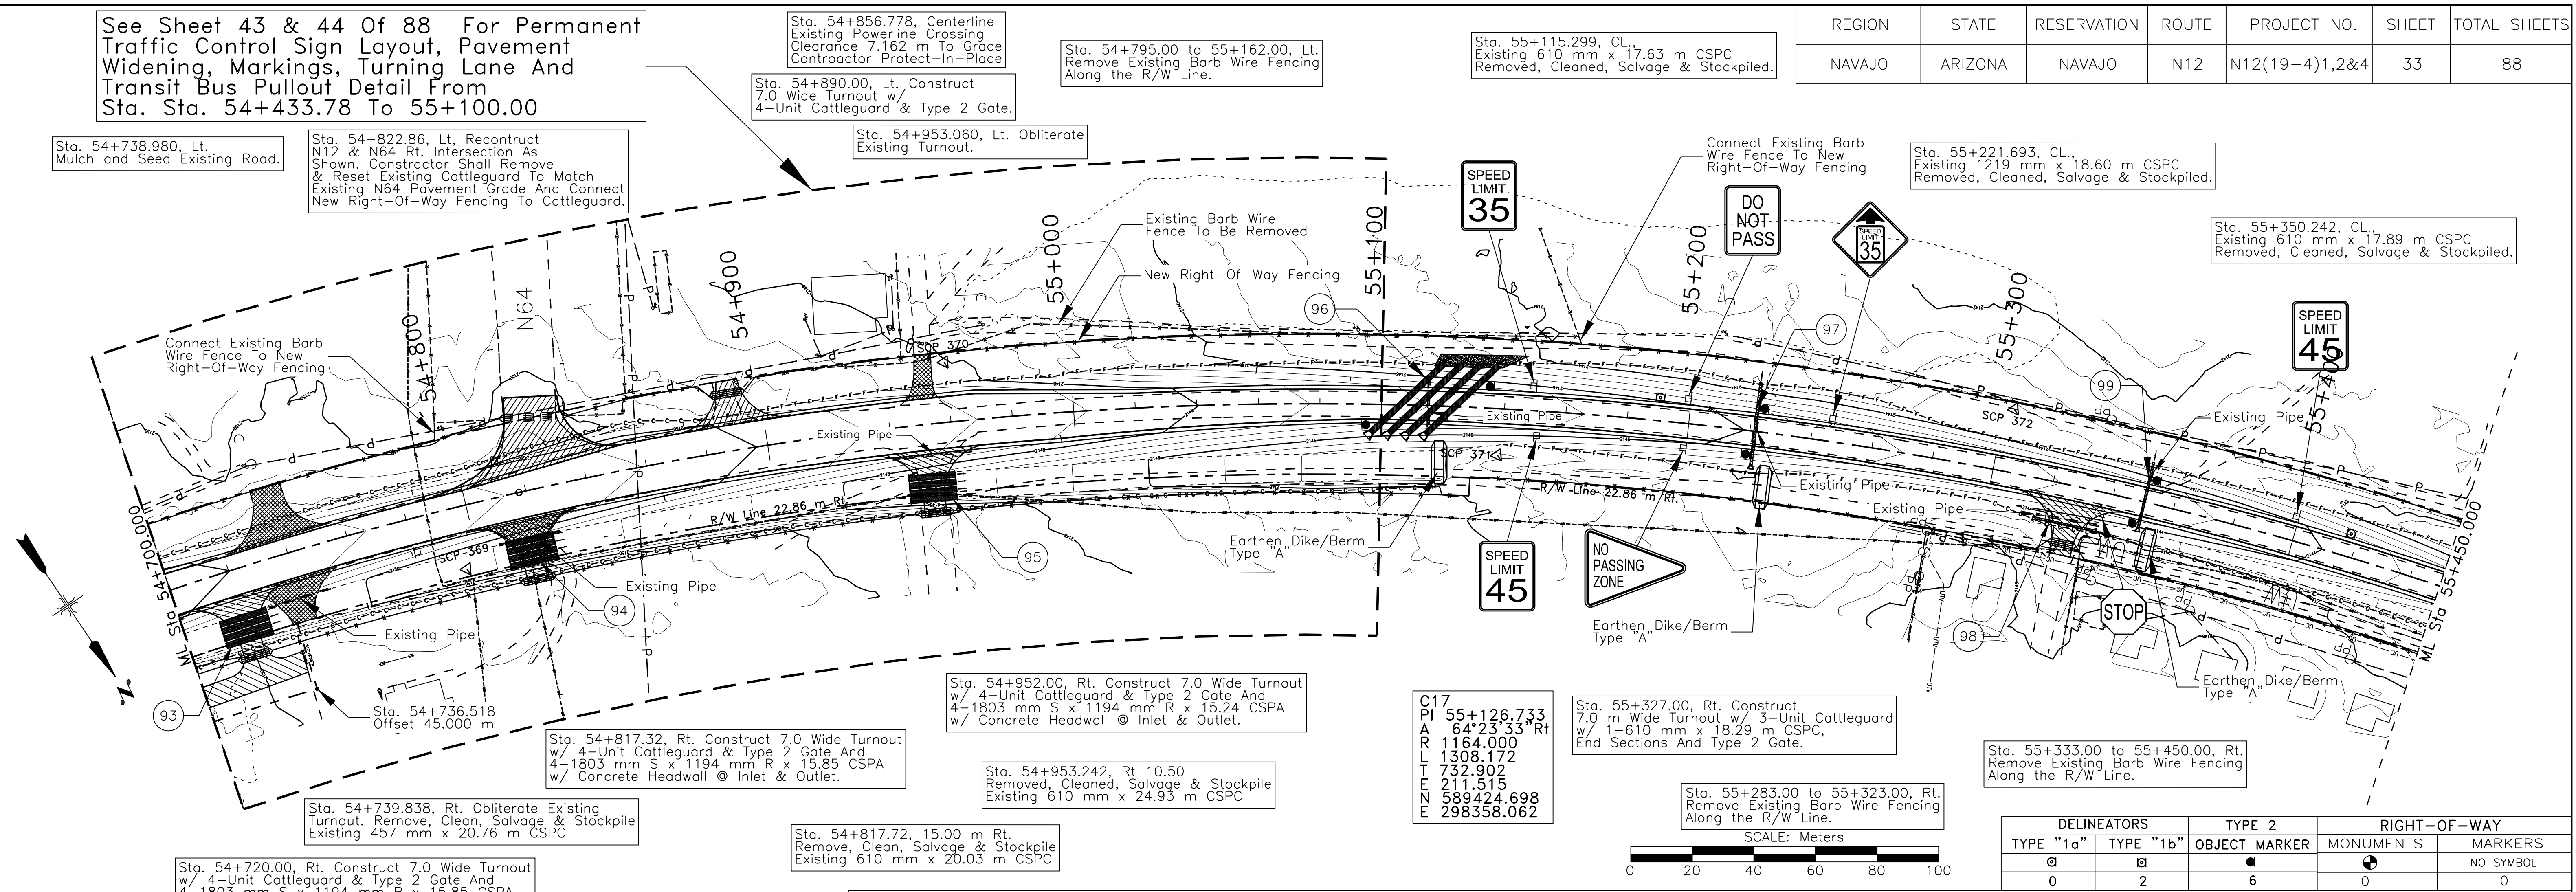 See Sheet 43 & 44 Of 88 For Permanent
Traffic Control Sign Layout, Pavement
Widening, Markings, Turning Lane And
Transit Bus Pullout Detail From
Sta. Sta. 54+433.78 To 55+100.00
Sta. 54+856.778, Centerline
Existing Powerline Crossing
Clearance 7.162 m To Grace
Controactor Protect-In-Place
Sta. 54+795.00 to 55+162.00, Lt.
Remove Existing Barb Wire Fencing
Along the R/W Line.
Sta. 55+115.299, CL.,
Existing 610 mm x 17.63 m CSPC
Removed, Cleaned, Salvage & Stockpiled.
REGION STATE RESERVATION ROUTE PROJECT NO. SHEET TOTAL SHEETS
NAVAJO ARIZONA NAVAJO N12 N12(19-4)1,2&4 33 88
Sta. 54+890.00, Lt. Construct
7.0 Wide Turnout w/
4-Unit Cattleguard & Type 2 Gate.
Sta. 54+738.980, Lt.
Mulch and Seed Existing Road.
Sta. 54+822.86, Lt, Recontruct
N12 & N64 Rt. Intersection As
Shown. Constractor Shall Remove
& Reset Existing Cattleguard To Match
Existing N64 Pavement Grade And Connect
New Right-Of-Way Fencing To Cattleguard.
Sta. 54+953.060, Lt. Obliterate
Existing Turnout.
Connect Existing Barb
Wire Fence To New
Right-Of-Way Fencing
Sta. 55+221.693, CL.,
Existing 1219 mm x 18.60 m CSPC
Removed, Cleaned, Salvage & Stockpiled.
Sta. 55+350.242, CL.,
Existing 610 mm x 17.89 m CSPC
Removed, Cleaned, Salvage & Stockpiled.
SPEED
LIMIT
35
DO
NOT
PASS
SPEED
LIMIT
35
SPEED
LIMIT
45
Existing Barb Wire
Fence To Be Removed
New Right-Of-Way Fencing
54+800
N64
54+900
55+000
55+100
55+200
55+300
55+400
96
97
99
Connect Existing Barb
Wire Fence To New
Right-Of-Way Fencing
SCP 370
SCP 372
Existing Pipe
Existing Pipe
Existing Pipe
SCP 371
R/W Line 22.86 m Rt.
R/W Line 22.86 m Rt.
Existing Pipe
Existing Pipe
ML Sta 54+700.000
ML Sta 55+450.000
SCP-369
95
Earthen Dike/Berm
Type "A"
SPEED
LIMIT
45
NO
PASSING
ZONE
Existing Pipe
94
Existing Pipe
Earthen Dike/Berm
Type "A"
98
STOP
Earthen Dike/Berm
Type "A"
N
93
Sta. 54+736.518
Offset 45.000 m
Sta. 54+952.00, Rt. Construct 7.0 Wide Turnout
w/ 4-Unit Cattleguard & Type 2 Gate And
4-1803 mm S x 1194 mm R x 15.24 CSPA
w/ Concrete Headwall @ Inlet & Outlet.
C17
PI 55+126.733
A 64°23'33"Rt
R 1164.000
L 1308.172
T 732.902
E 211.515
N 589424.698
E 298358.062
Sta. 55+327.00, Rt. Construct
7.0 m Wide Turnout w/ 3-Unit Cattleguard
w/ 1-610 mm x 18.29 m CSPC,
End Sections And Type 2 Gate.
Sta. 54+817.32, Rt. Construct 7.0 Wide Turnout
w/ 4-Unit Cattleguard & Type 2 Gate And
4-1803 mm S x 1194 mm R x 15.85 CSPA
w/ Concrete Headwall @ Inlet & Outlet.
Sta. 55+333.00 to 55+450.00, Rt.
Remove Existing Barb Wire Fencing
Along the R/W Line.
Sta. 54+953.242, Rt 10.50
Removed, Cleaned, Salvage & Stockpile
Existing 610 mm x 24.93 m CSPC
Sta. 55+283.00 to 55+323.00, Rt.
Remove Existing Barb Wire Fencing
Along the R/W Line.
Sta. 54+739.838, Rt. Obliterate Existing
Turnout. Remove, Clean, Salvage & Stockpile
Existing 457 mm x 20.76 m CSPC
Sta. 54+817.72, 15.00 m Rt.
Remove, Clean, Salvage & Stockpile
Existing 610 mm x 20.03 m CSPC
SCALE: Meters
0 20 40 60 80 100
DELINEATORS TYPE 2 RIGHT-OF-WAY
TYPE "1a" TYPE "1b" OBJECT MARKER MONUMENTS MARKERS
--NO SYMBOL--
0 2 6 0 0
Sta. 54+720.00, Rt. Construct 7.0 Wide Turnout
w/ 4-Unit Cattleguard & Type 2 Gate And
4-1803 mm S x 1194 mm R x 15.85 CSPA